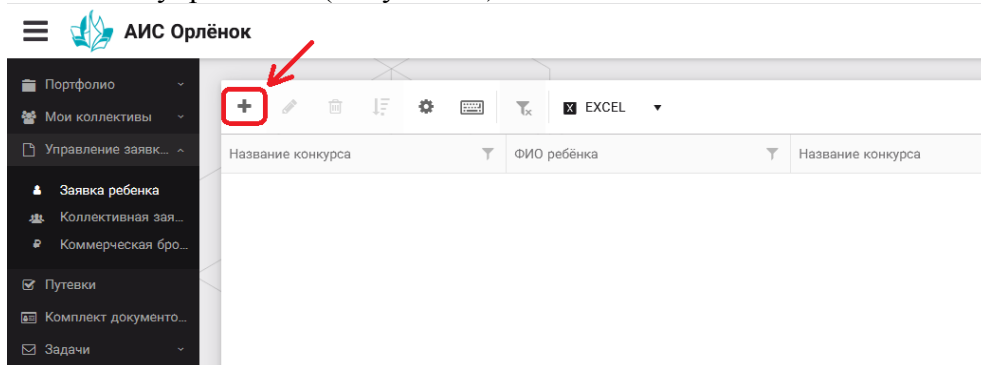 АИС Орлёнок
Портфолио
Мои коллективы
Управление заявк...
Заявка ребенка
Коллективная зая...
Коммерческая бро...
Путевки
Комплект документо...
Задачи
EXCEL
Название конкурса
ФИО ребёнка
Название конкурса